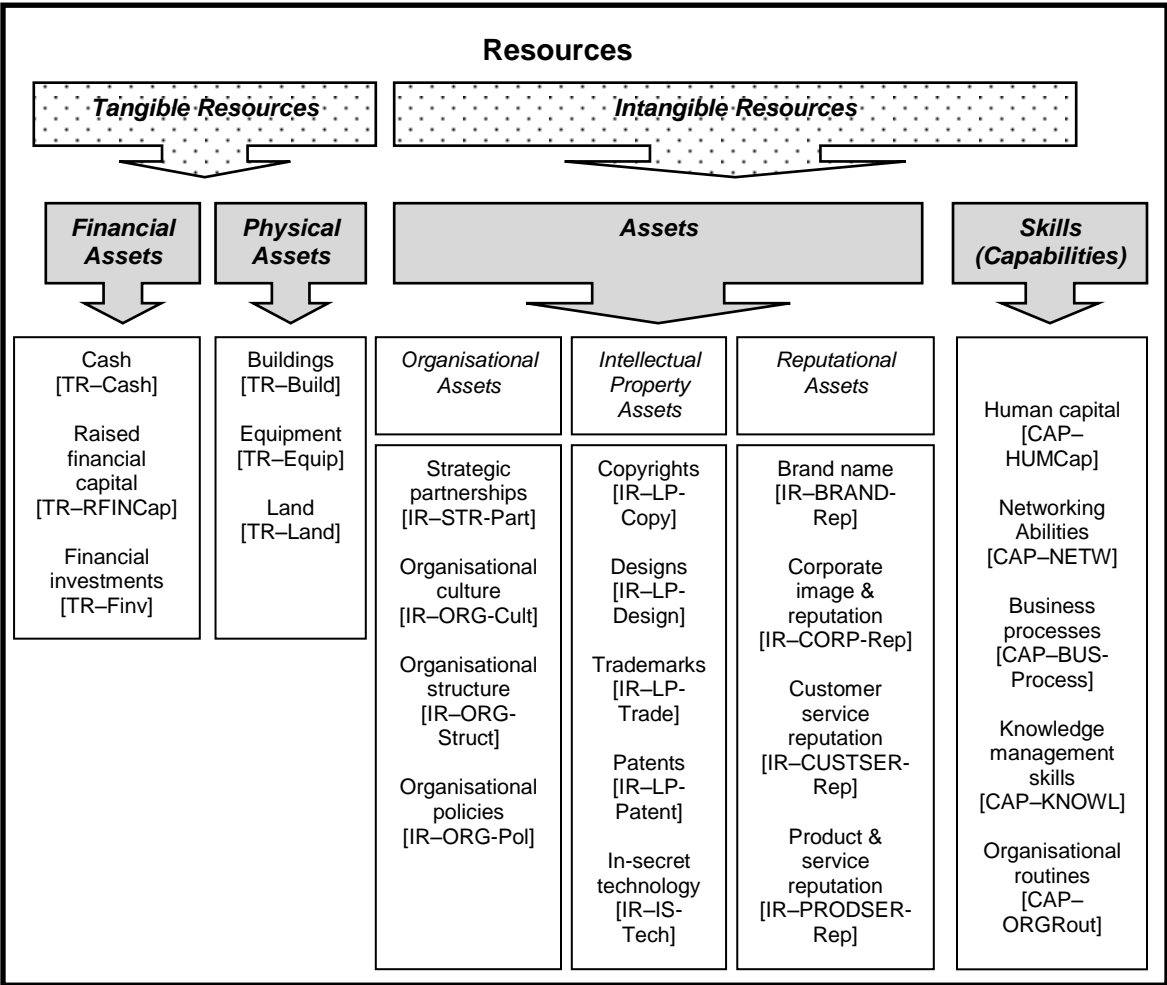 Resources
Tangible Resources
Intangible Resources
Financial
Assets
Physical
Assets
Assets
Skills
(Capabilities)
Cash
[TR–Cash]
Raised
financial
capital
[TR–RFINCap]
Financial
investments
[TR–Finv]
Buildings
[TR–Build]
Equipment
[TR–Equip]
Land
[TR–Land]
Organisational
Assets
Strategic
partnerships
[IR–STR-Part]
Organisational
culture
[IR–ORG-Cult]
Organisational
structure
[IR–ORG-
Struct]
Organisational
policies
[IR–ORG-Pol]
Intellectual
Property
Assets
Copyrights
[IR–LP-
Copy]
Designs
[IR–LP-
Design]
Trademarks
[IR–LP-
Trade]
Patents
[IR–LP-
Patent]
In-secret
technology
[IR–IS-
Tech]
Reputational
Assets
Brand name
[IR–BRAND-
Rep]
Corporate
image &
reputation
[IR–CORP-Rep]
Customer
service
reputation
[IR–CUSTSER-
Rep]
Product &
service
reputation
[IR–PRODSER-
Rep]
Human capital
[CAP–
HUMCap]
Networking
Abilities
[CAP–NETW]
Business
processes
[CAP–BUS-
Process]
Knowledge
management
skills
[CAP–KNOWL]
Organisational
routines
[CAP–
ORGRout]